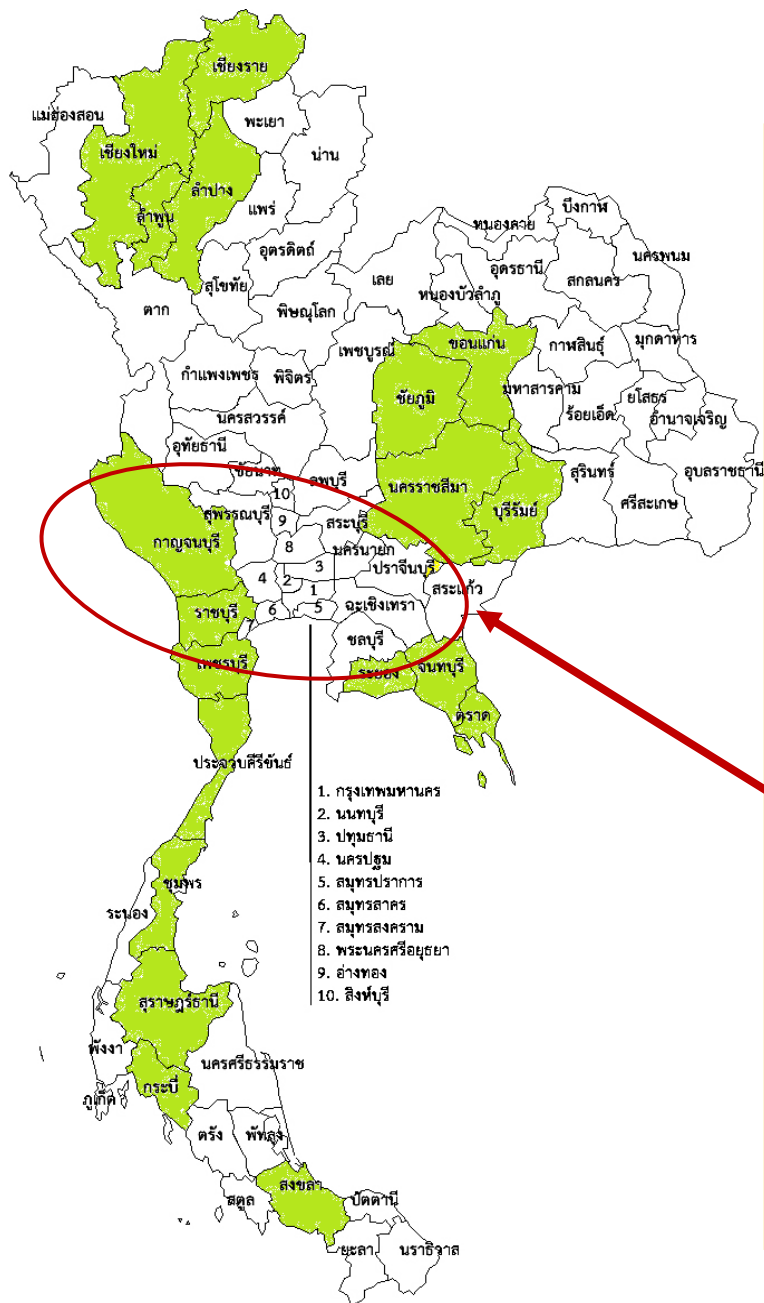 เชียงราย
แม่ฮ่องสอน
พะเยา
เชียงใหม่
น่าน
ลำปาง
ลำพูน
แพร่
บึงกาฬ
หนองคาย
อุตรดิตถ์
นครพนม
สุโขทัย
เลย
อุดรธานี
สกลนคร
หนองบัวลำภู
ตาก
พิษณุโลก
ขอนแก่น
กาฬสินธุ์
มุกดาหาร
เพชรบูรณ์
กำแพงเพชร
พิจิตร
ชัยภูมิ
มหาสารคาม
ยโสธร
ร้อยเอ็ด
อำนาจเจริญ
นครสวรรค์
อุทัยธานี
ชัยนาท
ลพบุรี
นครราชสีมา
สุรินทร์
อุบลราชธานี
10
สุพรรณบุรี
9
สระบุรี
บุรีรัมย์
ศรีสะเกษ
กาญจนบุรี
8
นครนายก
ปราจีนบุรี
3
4
2
1
สระแก้ว
ราชบุรี
6
5
ฉะเชิงเทรา
7
ชลบุรี
เพชรบุรี
ระยอง
จันทบุรี
ตราด
ประจวบคีรีขันธ์
1. กรุงเทพมหานคร
2. นนทบุรี
3. ปทุมธานี
4. นครปฐม
5. สมุทรปราการ
6. สมุทรสาคร
7. สมุทรสงคราม
8. พระนครศรีอยุธยา
9. อ่างทอง
10. สิงห์บุรี
ชุมพร
ระนอง
สุราษฎร์ธานี
พังงา
นครศรีธรรมราช
กระบี่
ภูเก็ต
ตรัง
พัทลุง
สงขลา
สตูล
ปัตตานี
ยะลา
นราธิวาส